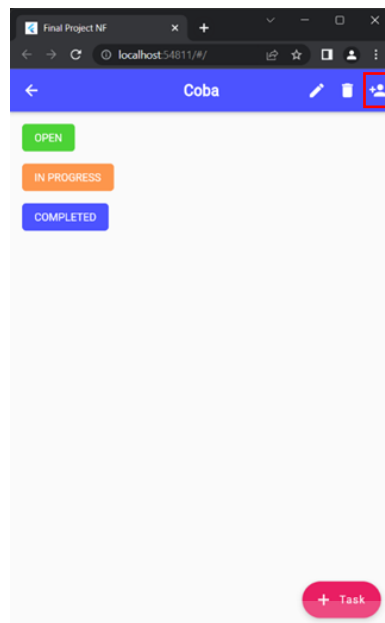 Final Project NF
localhost:54811/#/
Coba
OPEN
IN PROGRESS
COMPLETED
+ Task